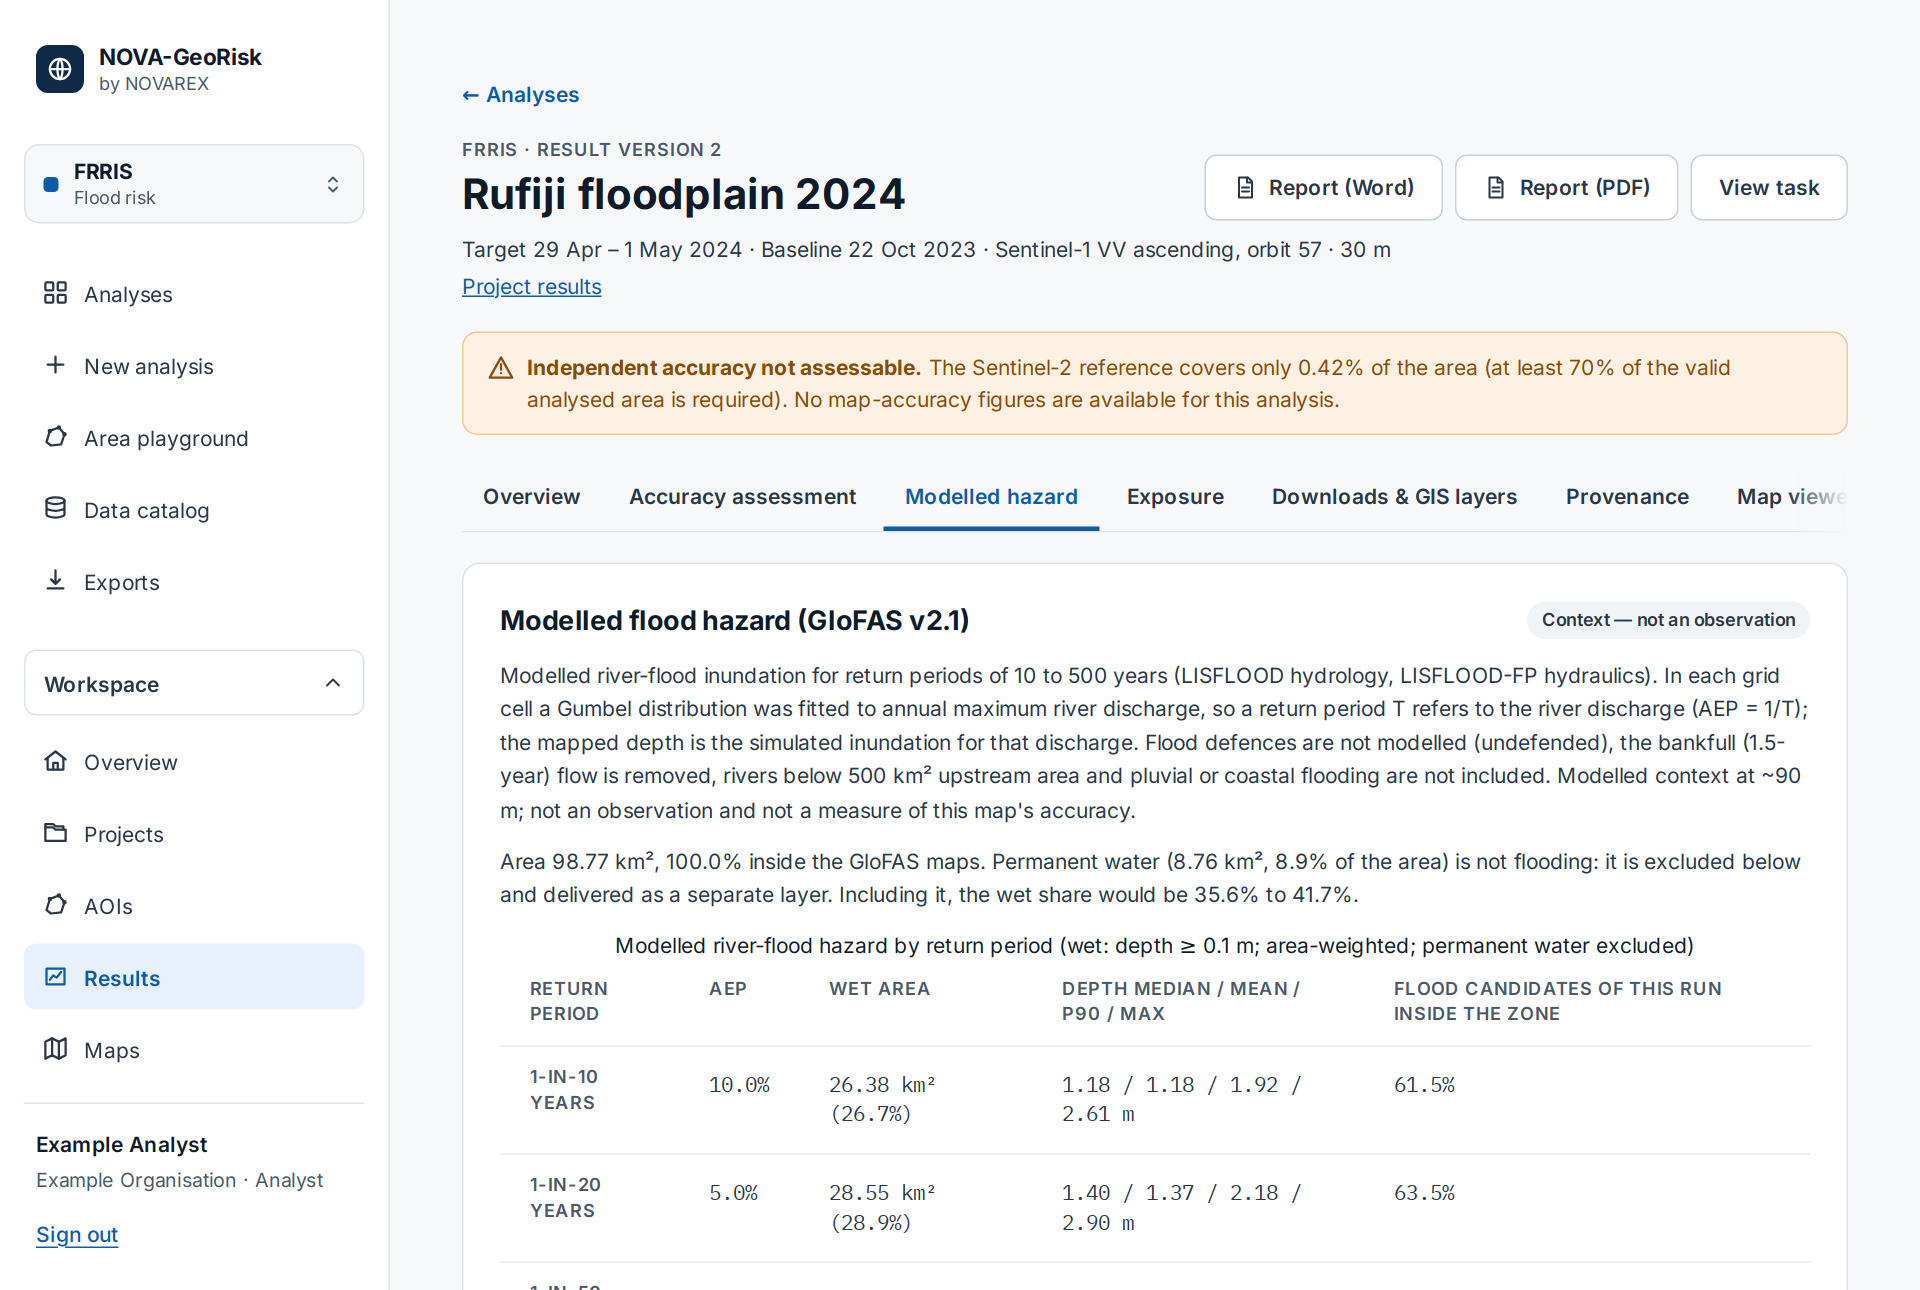 NOVA-GeoRisk
by NOVAREX
FRRIS
Flood risk
Analyses
New analysis
Area playground
Data catalog
Exports
Workspace
Overview
Projects
AOIs
Results
Maps
Example Analyst
Example Organisation · Analyst
Sign out
← Analyses
FRRIS · RESULT VERSION 2
Rufiji floodplain 2024
Report (Word)
Report (PDF)
View task
Target 29 Apr – 1 May 2024 · Baseline 22 Oct 2023 · Sentinel-1 VV ascending, orbit 57 · 30 m
Project results
Independent accuracy not assessable. The Sentinel-2 reference covers only 0.42% of the area (at least 70% of the valid
analysed area is required). No map-accuracy figures are available for this analysis.
Overview
Accuracy assessment
Modelled hazard
Exposure
Downloads & GIS layers
Provenance
Map viewe
Modelled flood hazard (GloFAS v2.1)
Context — not an observation
Modelled river-flood inundation for return periods of 10 to 500 years (LISFLOOD hydrology, LISFLOOD-FP hydraulics). In each grid
cell a Gumbel distribution was fitted to annual maximum river discharge, so a return period T refers to the river discharge (AEP = 1/T);
the mapped depth is the simulated inundation for that discharge. Flood defences are not modelled (undefended), the bankfull (1.5-
year) flow is removed, rivers below 500 km² upstream area and pluvial or coastal flooding are not included. Modelled context at ~90
m; not an observation and not a measure of this map's accuracy.
Area 98.77 km², 100.0% inside the GloFAS maps. Permanent water (8.76 km², 8.9% of the area) is not flooding: it is excluded below
and delivered as a separate layer. Including it, the wet share would be 35.6% to 41.7%.
Modelled river-flood hazard by return period (wet: depth ≥ 0.1 m; area-weighted; permanent water excluded)
RETURN PERIOD
AEP
WET AREA
DEPTH MEDIAN / MEAN / P90 / MAX
FLOOD CANDIDATES OF THIS RUN INSIDE THE ZONE
1-IN-10 YEARS
10.0%
26.38 km² (26.7%)
1.18 / 1.18 / 1.92 / 2.61 m
61.5%
1-IN-20 YEARS
5.0%
28.55 km² (28.9%)
1.40 / 1.37 / 2.18 / 2.90 m
63.5%